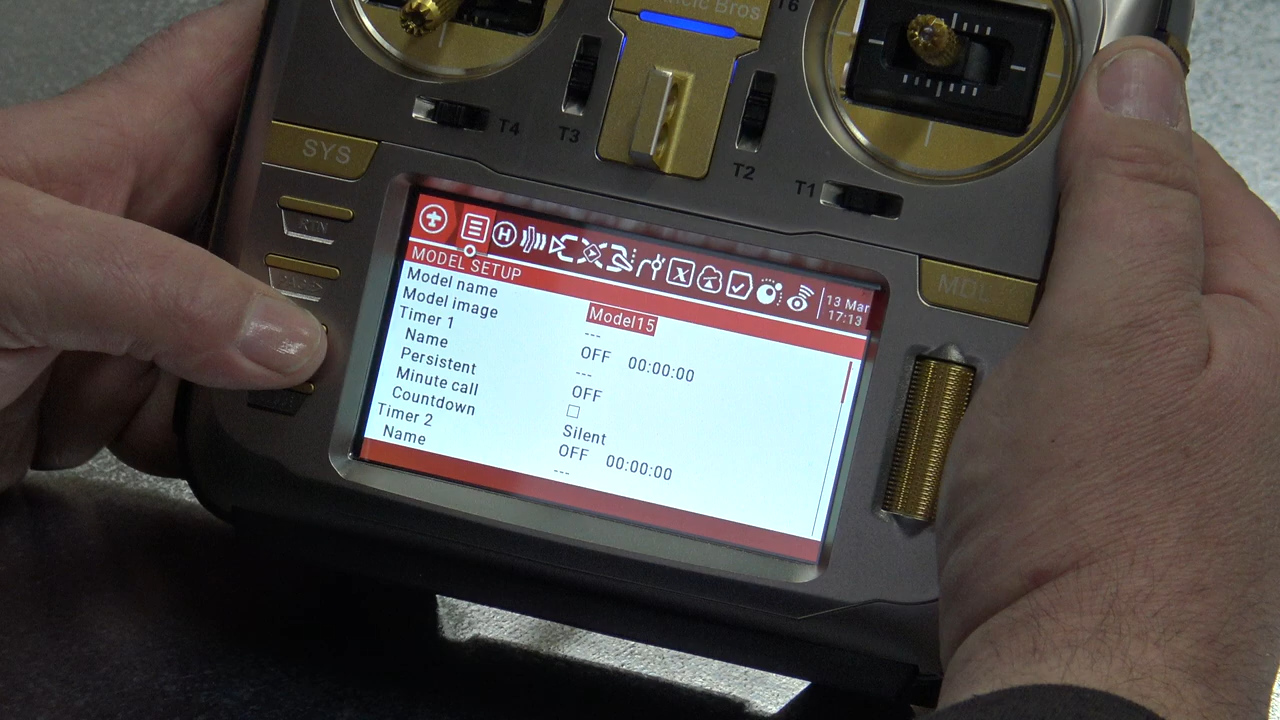 T6
T4
T3
T2
T1
SYS
RTN
MDL
13 Mar
17:13
MODEL SETUP
Model name Model15
Model image ---
Timer 1 OFF 00:00:00
Name ---
Persistent OFF
Minute call □
Countdown Silent
Timer 2 OFF 00:00:00
Name ---